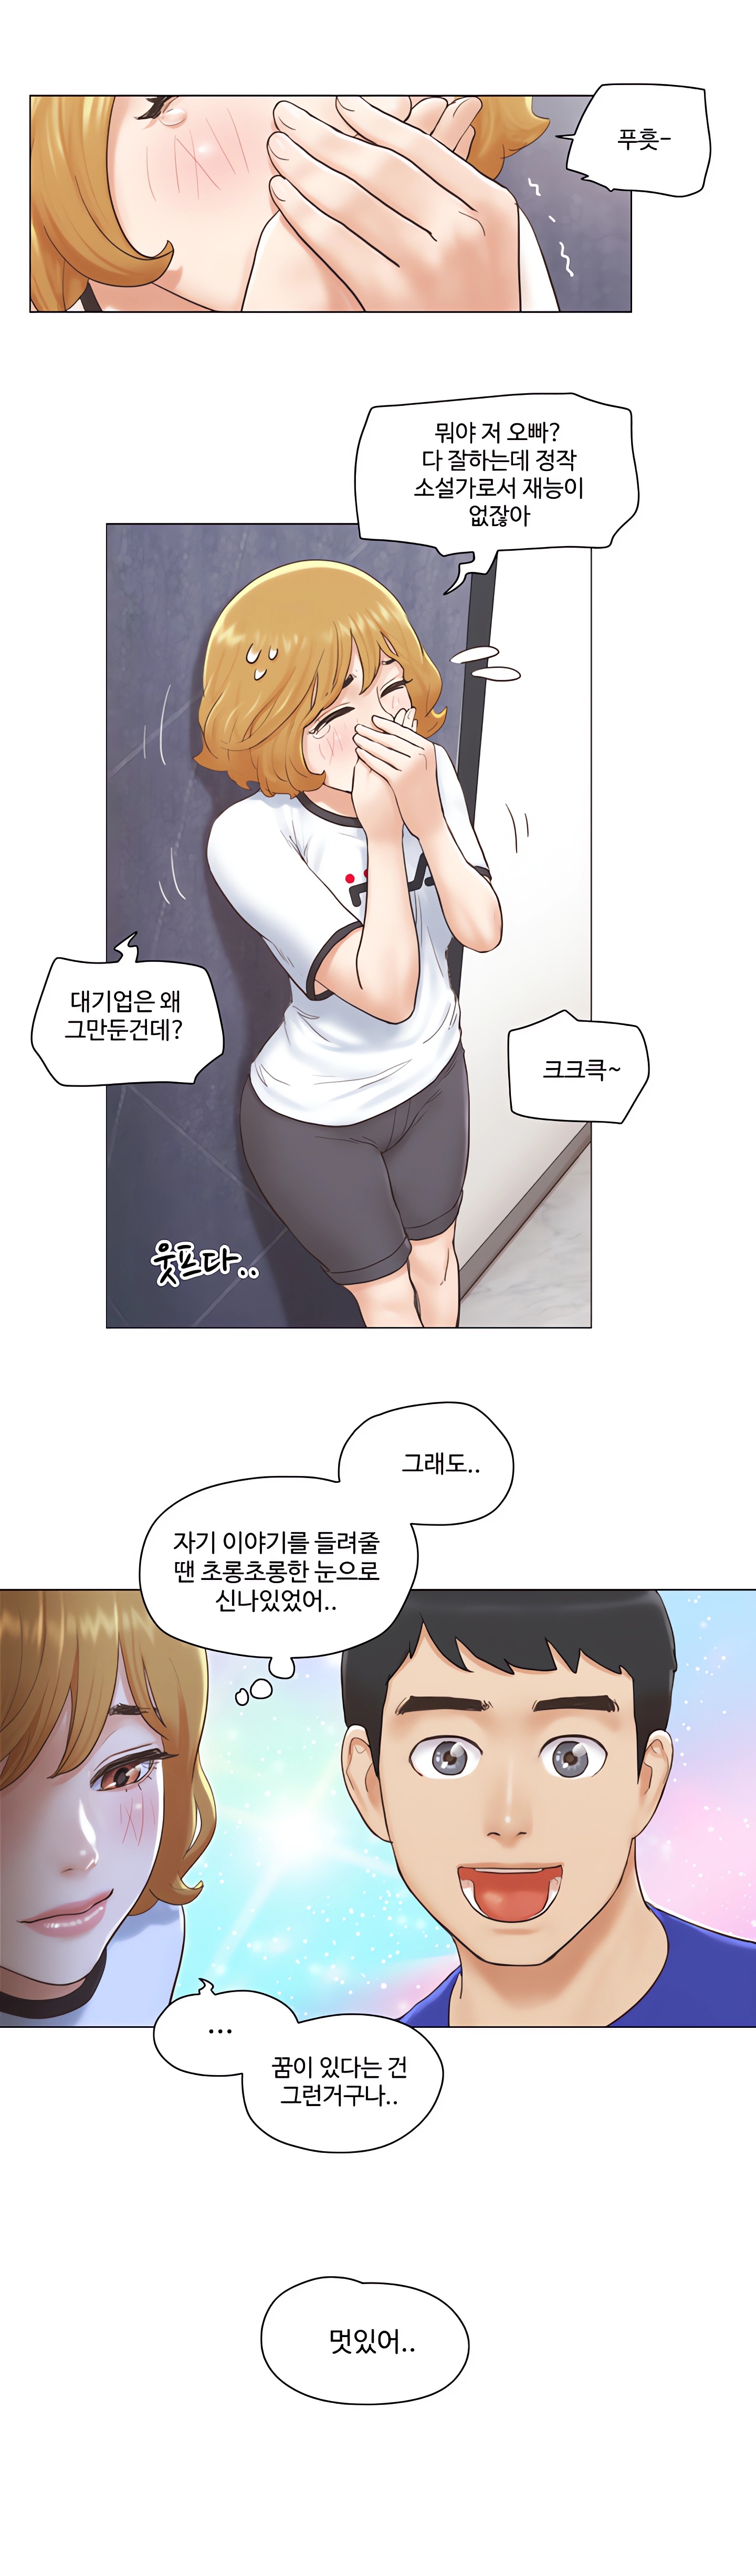 푸흣-
뭐야 저 오빠?
다 잘하는데 정작
소설가로서 재능이
없잖아
대기업은 왜
그만둔건데?
크크큭~
웃프다..
그래도..
자기 이야기를 들려줄
땐 초롱초롱한 눈으로
신나있었어..
...
꿈이 있다는 건
그런거구나..
멋있어..